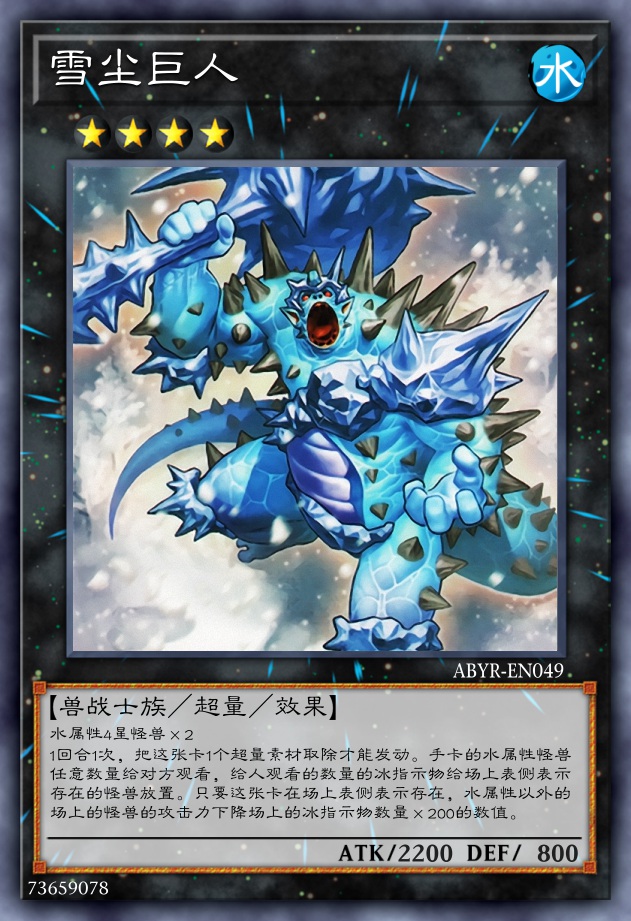 雪尘巨人
水
ABYR-EN049
【兽战士族／超量／效果】
水属性4星怪兽×2
1回合1次，把这张卡1个超量素材取除才能发动。手卡的水属性怪兽
任意数量给对方观看，给人观看的数量的冰指示物给场上表侧表示
存在的怪兽放置。只要这张卡在场上表侧表示存在，水属性以外的
场上的怪兽的攻击力下降场上的冰指示物数量×200的数值。
ATK/2200 DEF/ 800
73659078